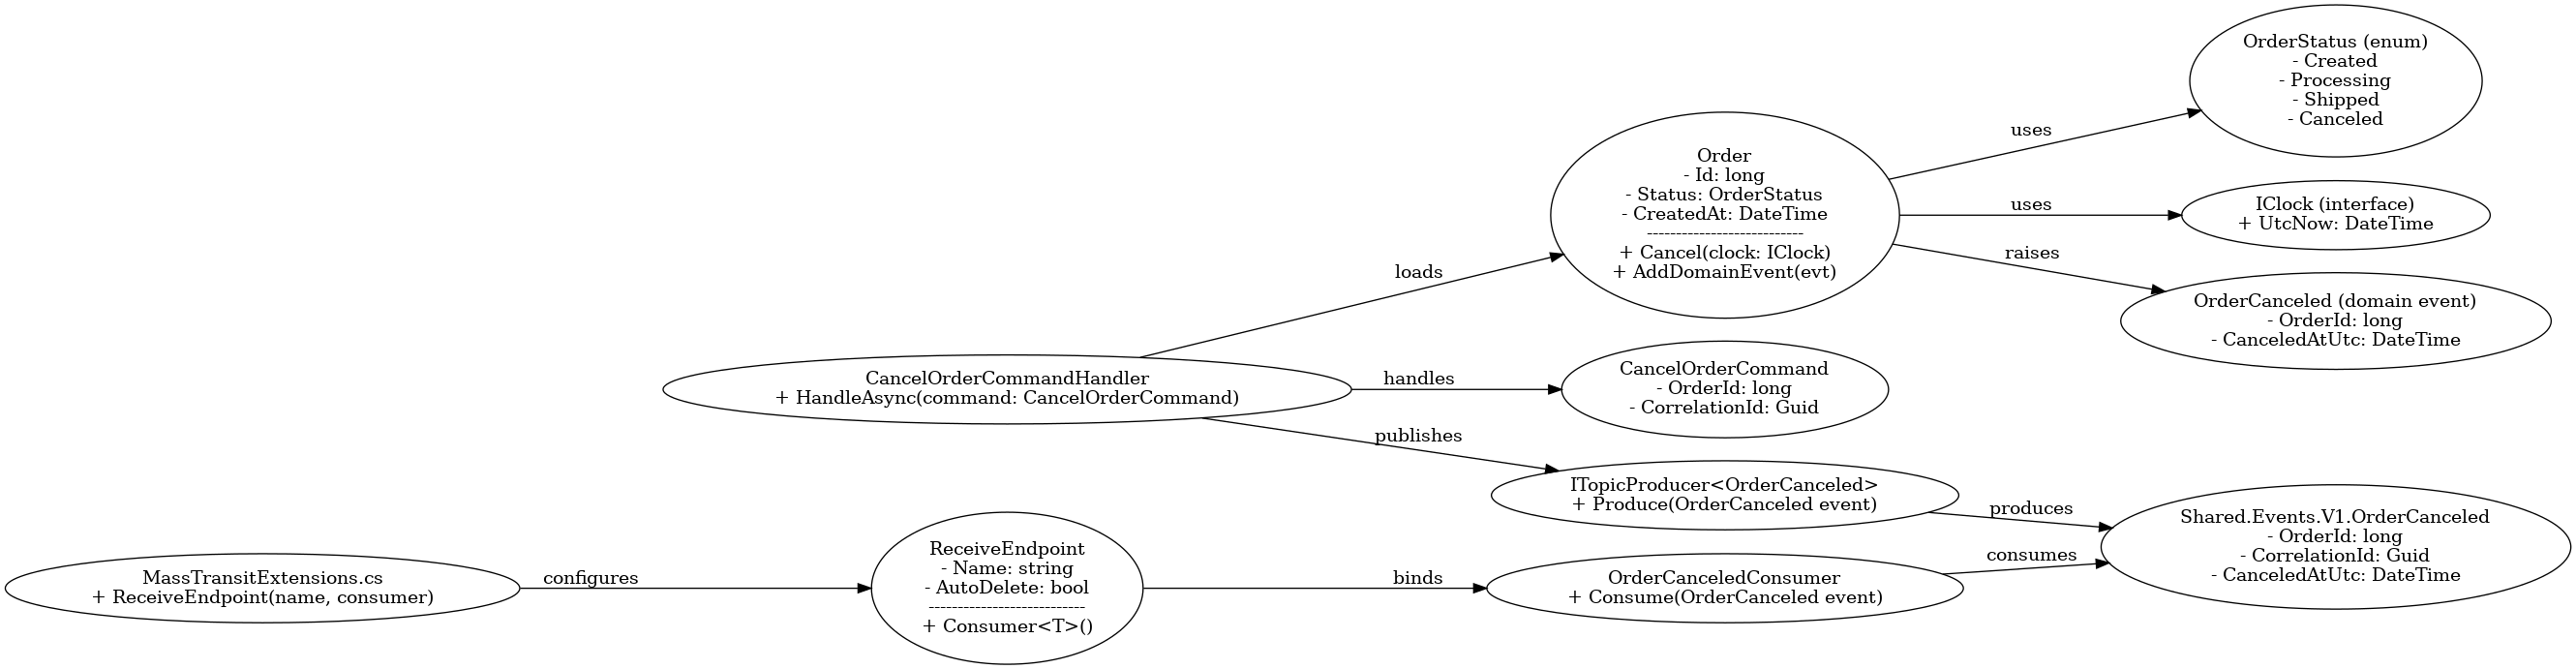 OrderStatus (enum)
- Created
- Processing
- Shipped
- Canceled
uses
Order
- Id: long
- Status: OrderStatus
- CreatedAt: DateTime
---------------------------
+ Cancel(clock: IClock)
+ AddDomainEvent(evt)
uses
IClock (interface)
+ UtcNow: DateTime
raises
OrderCanceled (domain event)
- OrderId: long
- CanceledAtUtc: DateTime
loads
CancelOrderCommandHandler
+ HandleAsync(command: CancelOrderCommand)
handles
CancelOrderCommand
- OrderId: long
- CorrelationId: Guid
publishes
ITopicProducer<OrderCanceled>
+ Produce(OrderCanceled event)
produces
Shared.Events.V1.OrderCanceled
- OrderId: long
- CorrelationId: Guid
- CanceledAtUtc: DateTime
MassTransitExtensions.cs
+ ReceiveEndpoint(name, consumer)
configures
ReceiveEndpoint
- Name: string
- AutoDelete: bool
---------------------------
+ Consumer<T>()
binds
OrderCanceledConsumer
+ Consume(OrderCanceled event)
consumes